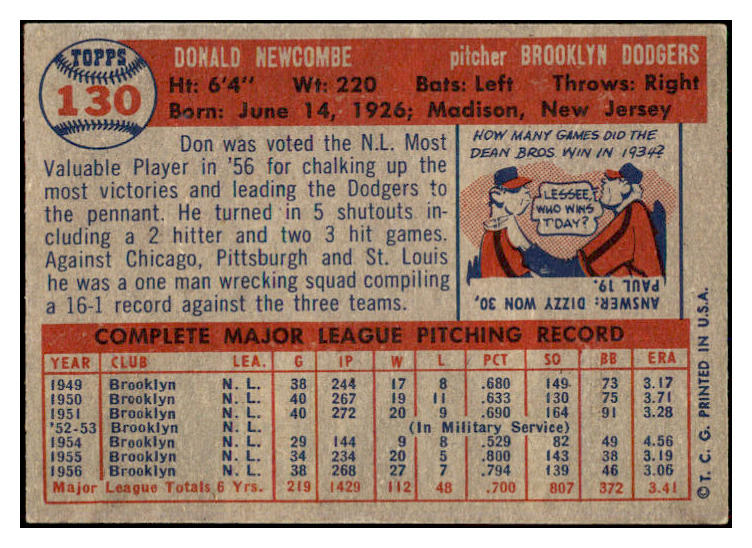 TOPPS
130
DONALD NEWCOMBE pitcher BROOKLYN DODGERS
Ht: 6'4" Wt: 220 Bats: Left Throws: Right
Born: June 14, 1926; Madison, New Jersey
Don was voted the N.L. Most
Valuable Player in '56 for chalking up the
most victories and leading the Dodgers to
the pennant. He turned in 5 shutouts in-
cluding a 2 hitter and two 3 hit games.
Against Chicago, Pittsburgh and St. Louis
he was a one man wrecking squad compiling
a 16-1 record against the three teams.
HOW MANY GAMES DID THE
DEAN BROS. WIN IN 1934?
LESSEE,
WHO WINS
T'DAY?
ANSWER: DIZZY WON 30,
PAUL 19.
COMPLETE MAJOR LEAGUE PITCHING RECORD
YEAR CLUB LEA. G IP W L PCT SO BB ERA
1949 Brooklyn N. L. 38 244 17 8 .680 149 73 3.17
1950 Brooklyn N. L. 40 267 19 11 .633 130 75 3.71
1951 Brooklyn N. L. 40 272 20 9 .690 164 91 3.28
'52-53 Brooklyn N. L. (In Military Service)
1954 Brooklyn N. L. 29 144 9 8 .529 82 49 4.56
1955 Brooklyn N. L. 34 234 20 5 .800 143 38 3.19
1956 Brooklyn N. L. 38 268 27 7 .794 139 46 3.06
Major League Totals 6 Yrs. 219 1429 112 48 .700 807 372 3.41
© T. C. G. PRINTED IN U.S.A.